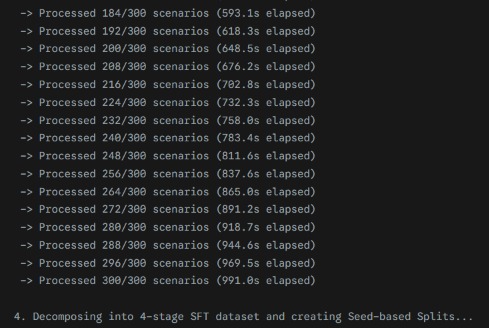 -> Processed 184/300 scenarios (593.1s elapsed)
-> Processed 192/300 scenarios (618.3s elapsed)
-> Processed 200/300 scenarios (648.5s elapsed)
-> Processed 208/300 scenarios (676.2s elapsed)
-> Processed 216/300 scenarios (702.8s elapsed)
-> Processed 224/300 scenarios (732.3s elapsed)
-> Processed 232/300 scenarios (758.0s elapsed)
-> Processed 240/300 scenarios (783.4s elapsed)
-> Processed 248/300 scenarios (811.6s elapsed)
-> Processed 256/300 scenarios (837.6s elapsed)
-> Processed 264/300 scenarios (865.0s elapsed)
-> Processed 272/300 scenarios (891.2s elapsed)
-> Processed 280/300 scenarios (918.7s elapsed)
-> Processed 288/300 scenarios (944.6s elapsed)
-> Processed 296/300 scenarios (969.5s elapsed)
-> Processed 300/300 scenarios (991.0s elapsed)
4. Decomposing into 4-stage SFT dataset and creating Seed-based Splits...